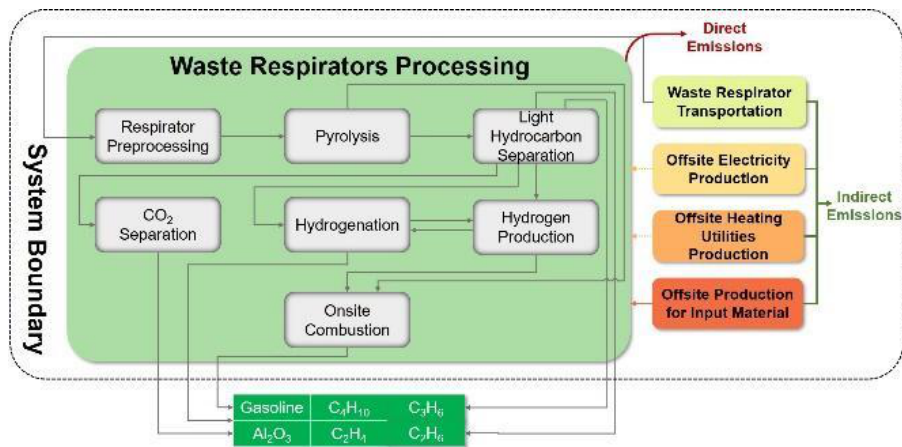 Direct
Emissions
Waste Respirators Processing
Waste Respirator
Transportation
Respirator
Preprocessing
Pyrolysis
Light
Hydrocarbon
Separation
System Boundary
Offsite Electricity
Production
Indirect
Emissions
CO₂
Separation
Hydrogenation
Hydrogen
Production
Offsite Heating
Utilities
Production
Onsite
Combustion
Offsite Production
for Input Material
Gasoline C₄H₁₀ C₃H₆
Al₂O₃ C₂H₄ C₂H₆